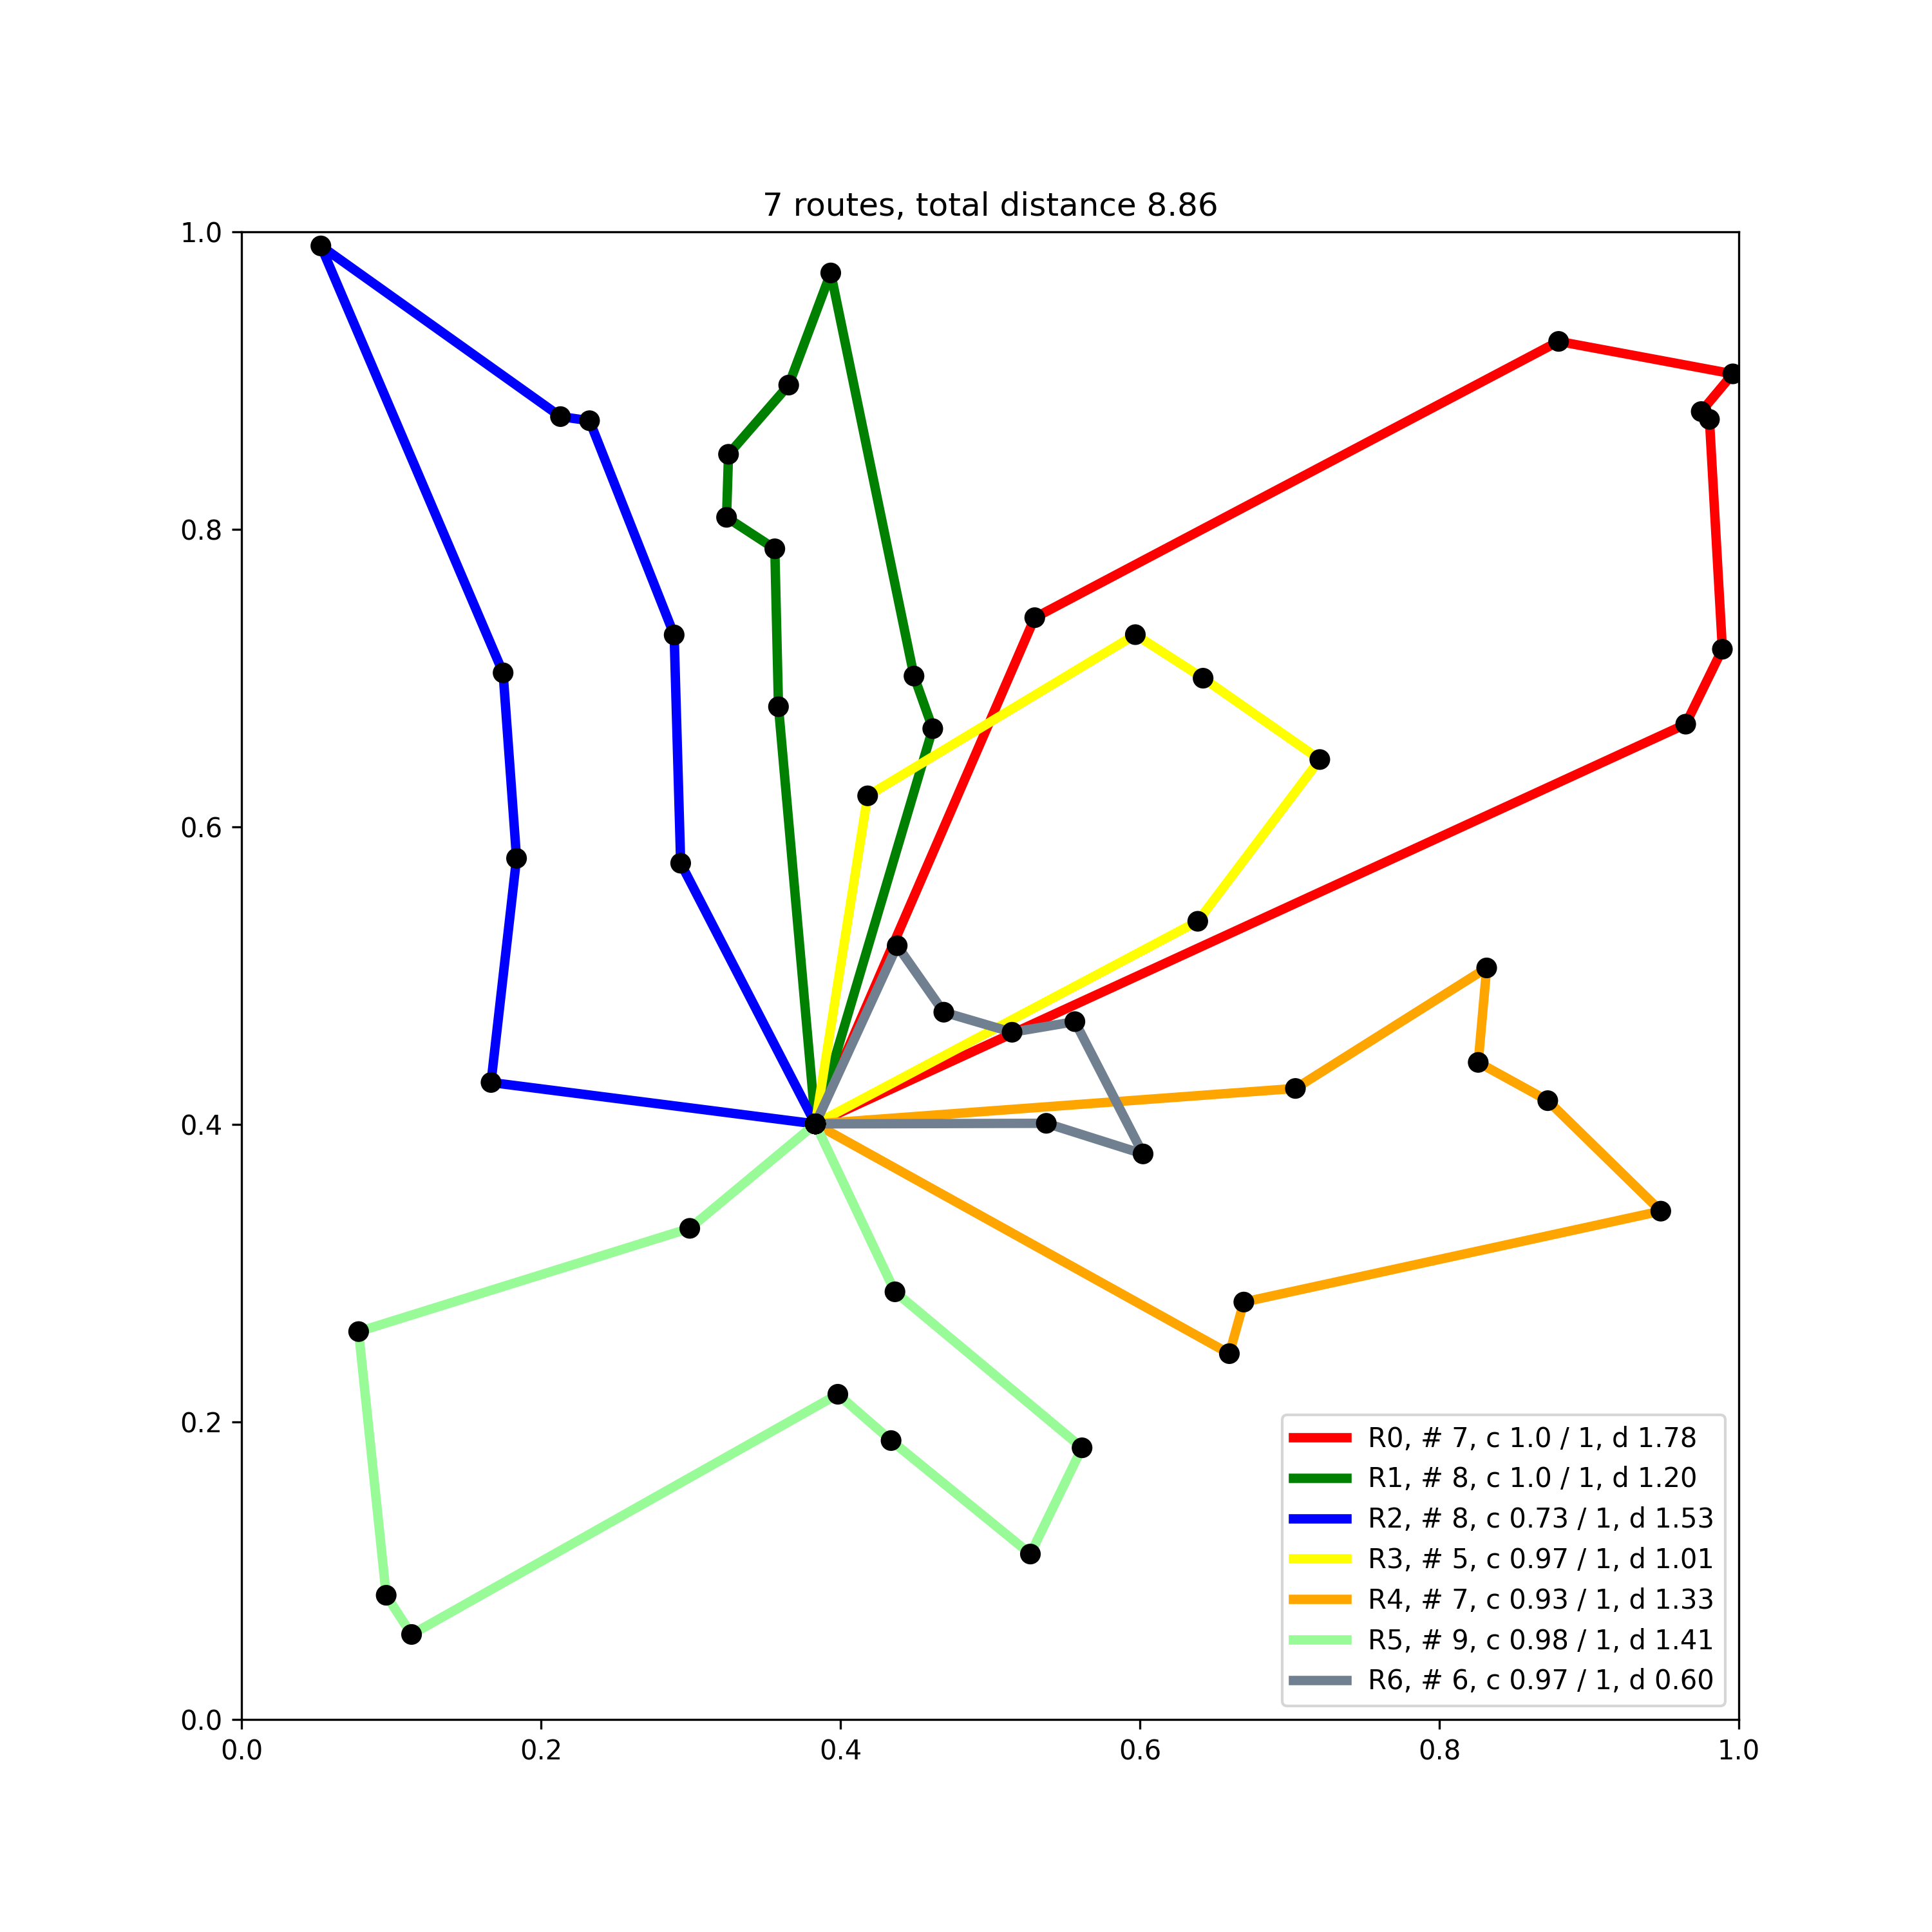 7 routes, total distance 8.86
1.0
0.8
0.6
0.4
0.2
0.0
0.0 0.2 0.4 0.6 0.8 1.0
R0, # 7, c 1.0 / 1, d 1.78
R1, # 8, c 1.0 / 1, d 1.20
R2, # 8, c 0.73 / 1, d 1.53
R3, # 5, c 0.97 / 1, d 1.01
R4, # 7, c 0.93 / 1, d 1.33
R5, # 9, c 0.98 / 1, d 1.41
R6, # 6, c 0.97 / 1, d 0.60